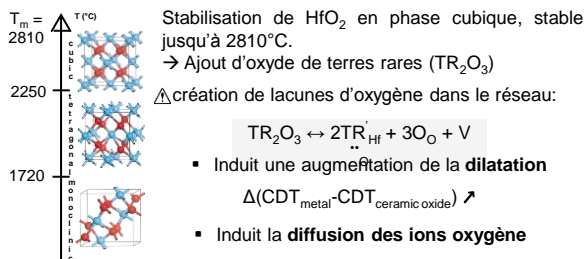 Tm =
2810
T (°C)
cubic
2250
tetragonal
1720
monoclinic
Stabilisation de HfO₂ en phase cubique, stable
jusqu'à 2810°C.
→ Ajout d'oxyde de terres rares (TR₂O₃)
⚠création de lacunes d'oxygène dans le réseau:
TR₂O₃ ↔ 2TR'Hf + 3OO + V
••
O
▪ Induit une augmentation de la dilatation
Δ(CDTmetal-CDTceramic oxide) ↗
▪ Induit la diffusion des ions oxygène